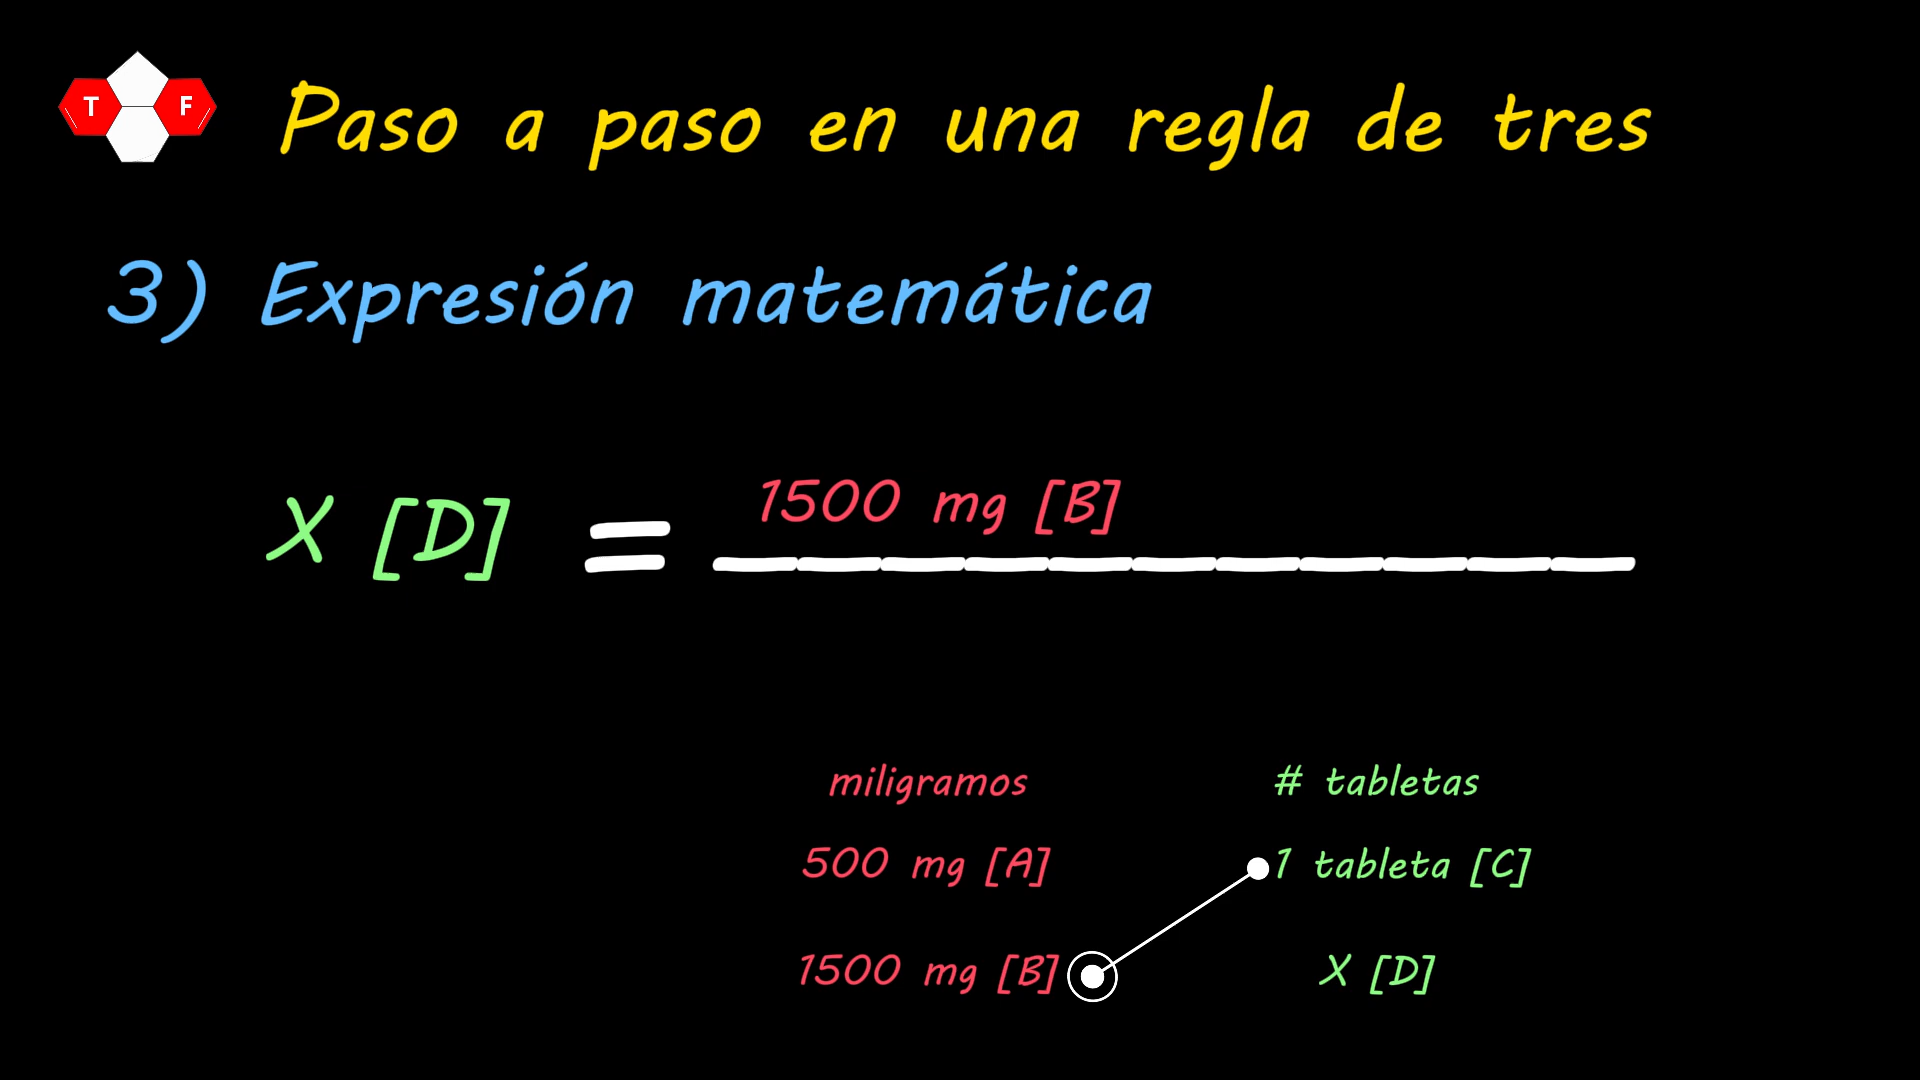 T F
Paso a paso en una regla de tres
3) Expresión matemática
1500 mg [B]
X [D] =
miligramos # tabletas
500 mg [A] 1 tableta [C]
1500 mg [B] X [D]